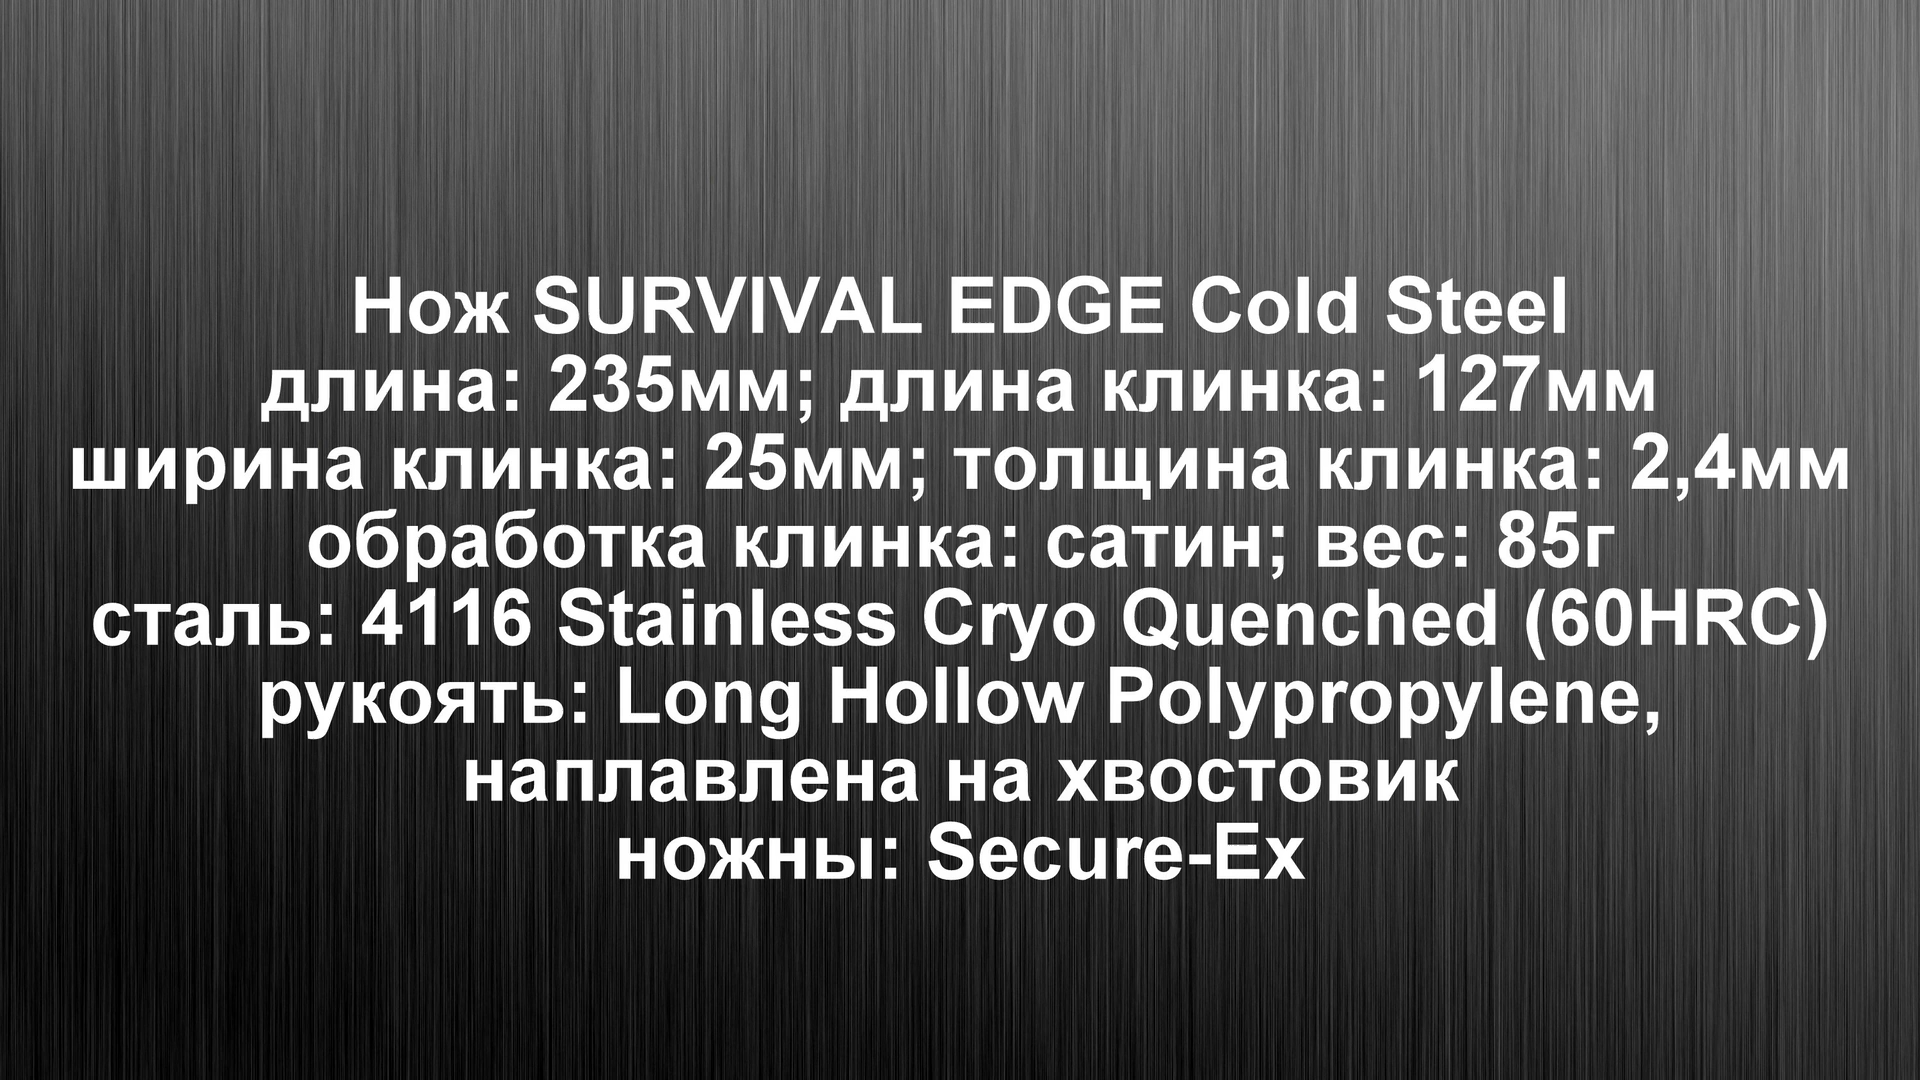 Нож SURVIVAL EDGE Cold Steel
длина: 235мм; длина клинка: 127мм
ширина клинка: 25мм; толщина клинка: 2,4мм
обработка клинка: сатин; вес: 85г
сталь: 4116 Stainless Cryo Quenched (60HRC)
рукоять: Long Hollow Polypropylene,
наплавлена на хвостовик
ножны: Secure-Ex